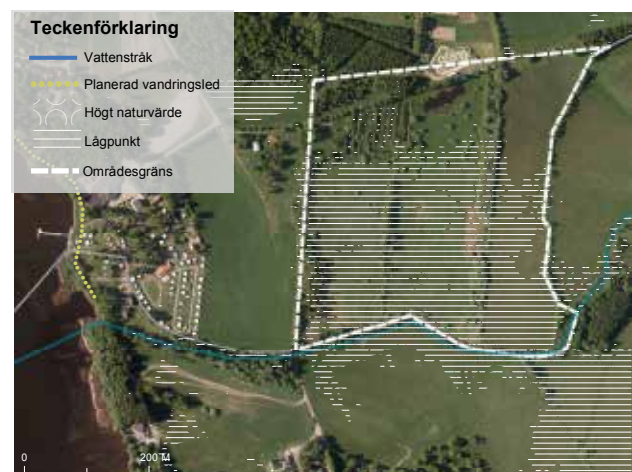 Teckenförklaring
Vattenstråk
Planerad vandringsled
Högt naturvärde
Lågpunkt
Områdesgräns
0 200 M